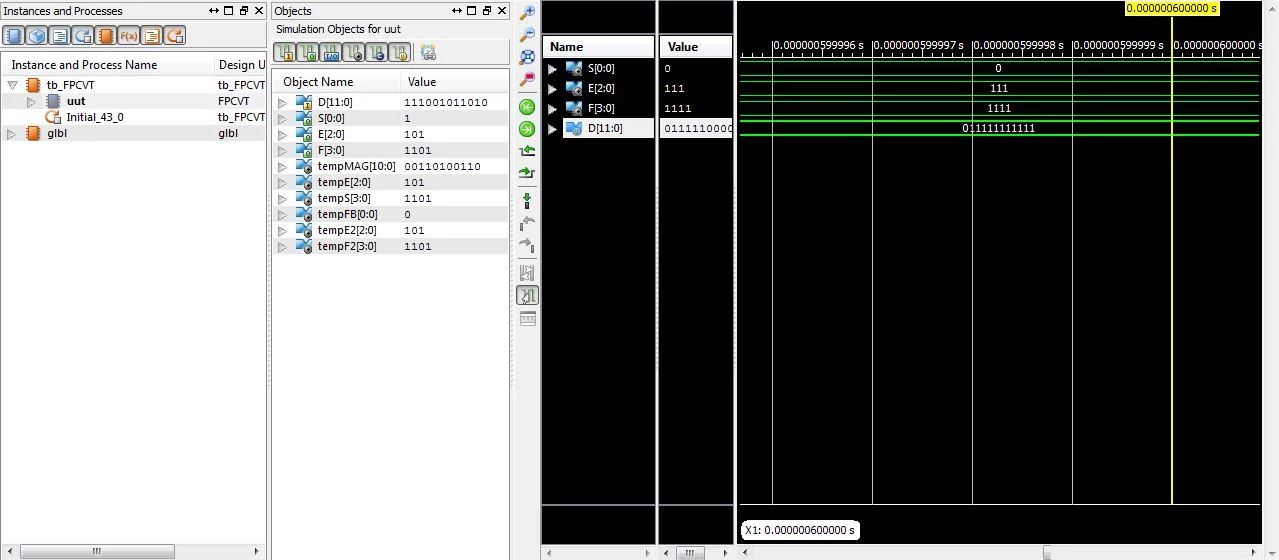 Instances and Processes
Instance and Process Name Design U
tb_FPCVT tb_FPCVT
uut FPCVT
Initial_43_0 tb_FPCVT
glbl glbl
Objects
Simulation Objects for uut
Object Name Value
D[11:0] 111001011010
S[0:0] 1
E[2:0] 101
F[3:0] 1101
tempMAG[10:0] 00110100110
tempE[2:0] 101
tempS[3:0] 1101
tempFB[0:0] 0
tempE2[2:0] 101
tempF2[3:0] 1101
Name Value
S[0:0] 0
E[2:0] 111
F[3:0] 1111
D[11:0] 0111110000
0.000000600000 s
0.000000599996 s 0.000000599997 s 0.000000599998 s 0.000000599999 s 0.000000600000 s
0
111
1111
011111111111
X1: 0.000000600000 s